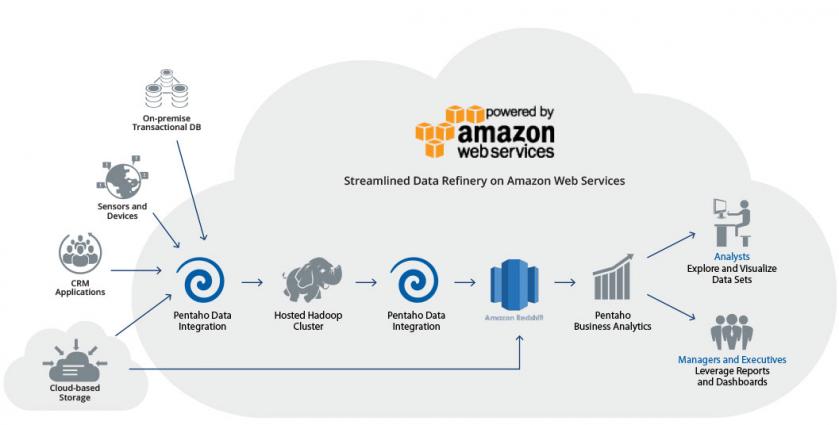 powered by
amazon
web services
Streamlined Data Refinery on Amazon Web Services
On-premise
Transactional DB
Sensors and
Devices
CRM
Applications
Cloud-based
Storage
Pentaho Data
Integration
Hosted Hadoop
Cluster
Pentaho Data
Integration
Amazon Redshift
Pentaho
Business Analytics
Analysts
Explore and Visualize
Data Sets
Managers and Executives
Leverage Reports
and Dashboards